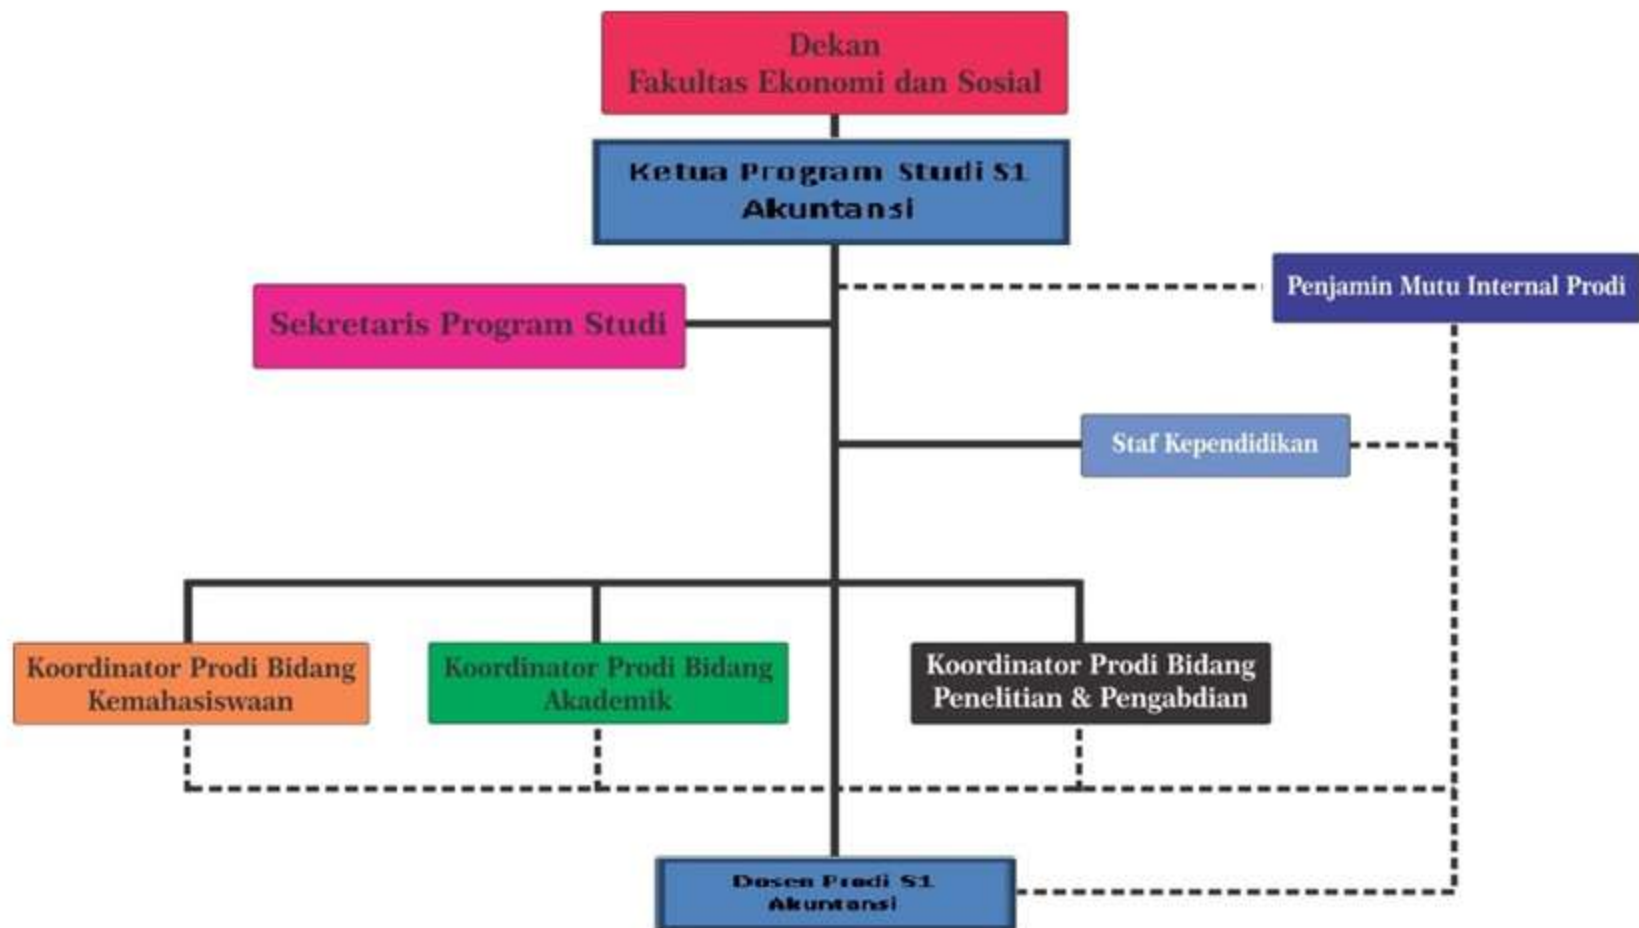 Dekan
Fakultas Ekonomi dan Sosial
Ketua Program Studi S1
Akuntansi
Penjamin Mutu Internal Prodi
Sekretaris Program Studi
Staf Kependidikan
Koordinator Prodi Bidang
Kemahasiswaan
Koordinator Prodi Bidang
Akademik
Koordinator Prodi Bidang
Penelitian & Pengabdian
Dosen Prodi S1
Akuntansi